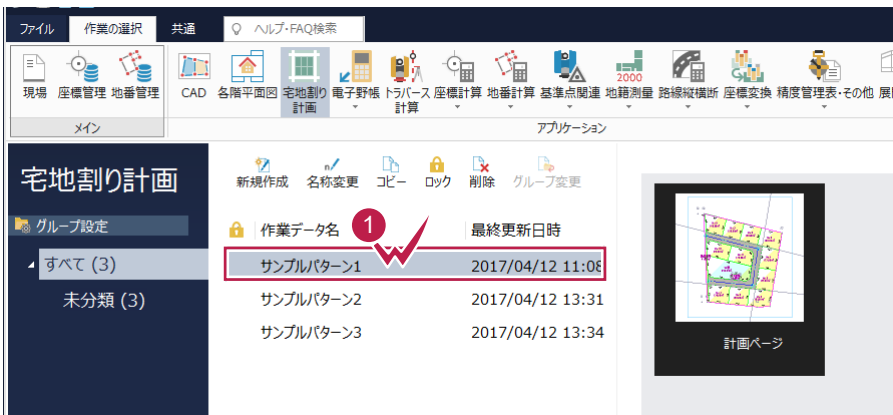 ファイル 作業の選択 共通 ヘルプ・FAQ検索
2000
現場 座標管理 地番管理 CAD 各階平面図 宅地割り計画 電子野帳 トラバース計算 座標計算 地番計算 基準点関連 地籍測量 路線縦横断 座標変換 精度管理表・その他 展開
メイン アプリケーション
宅地割り計画
新規作成 名称変更 コピー ロック 削除 グループ変更
グループ設定
作業データ名 1 最終更新日時
すべて (3)
サンプルパターン1 2017/04/12 11:08
未分類 (3)
サンプルパターン2 2017/04/12 13:31
サンプルパターン3 2017/04/12 13:34
計画ページ